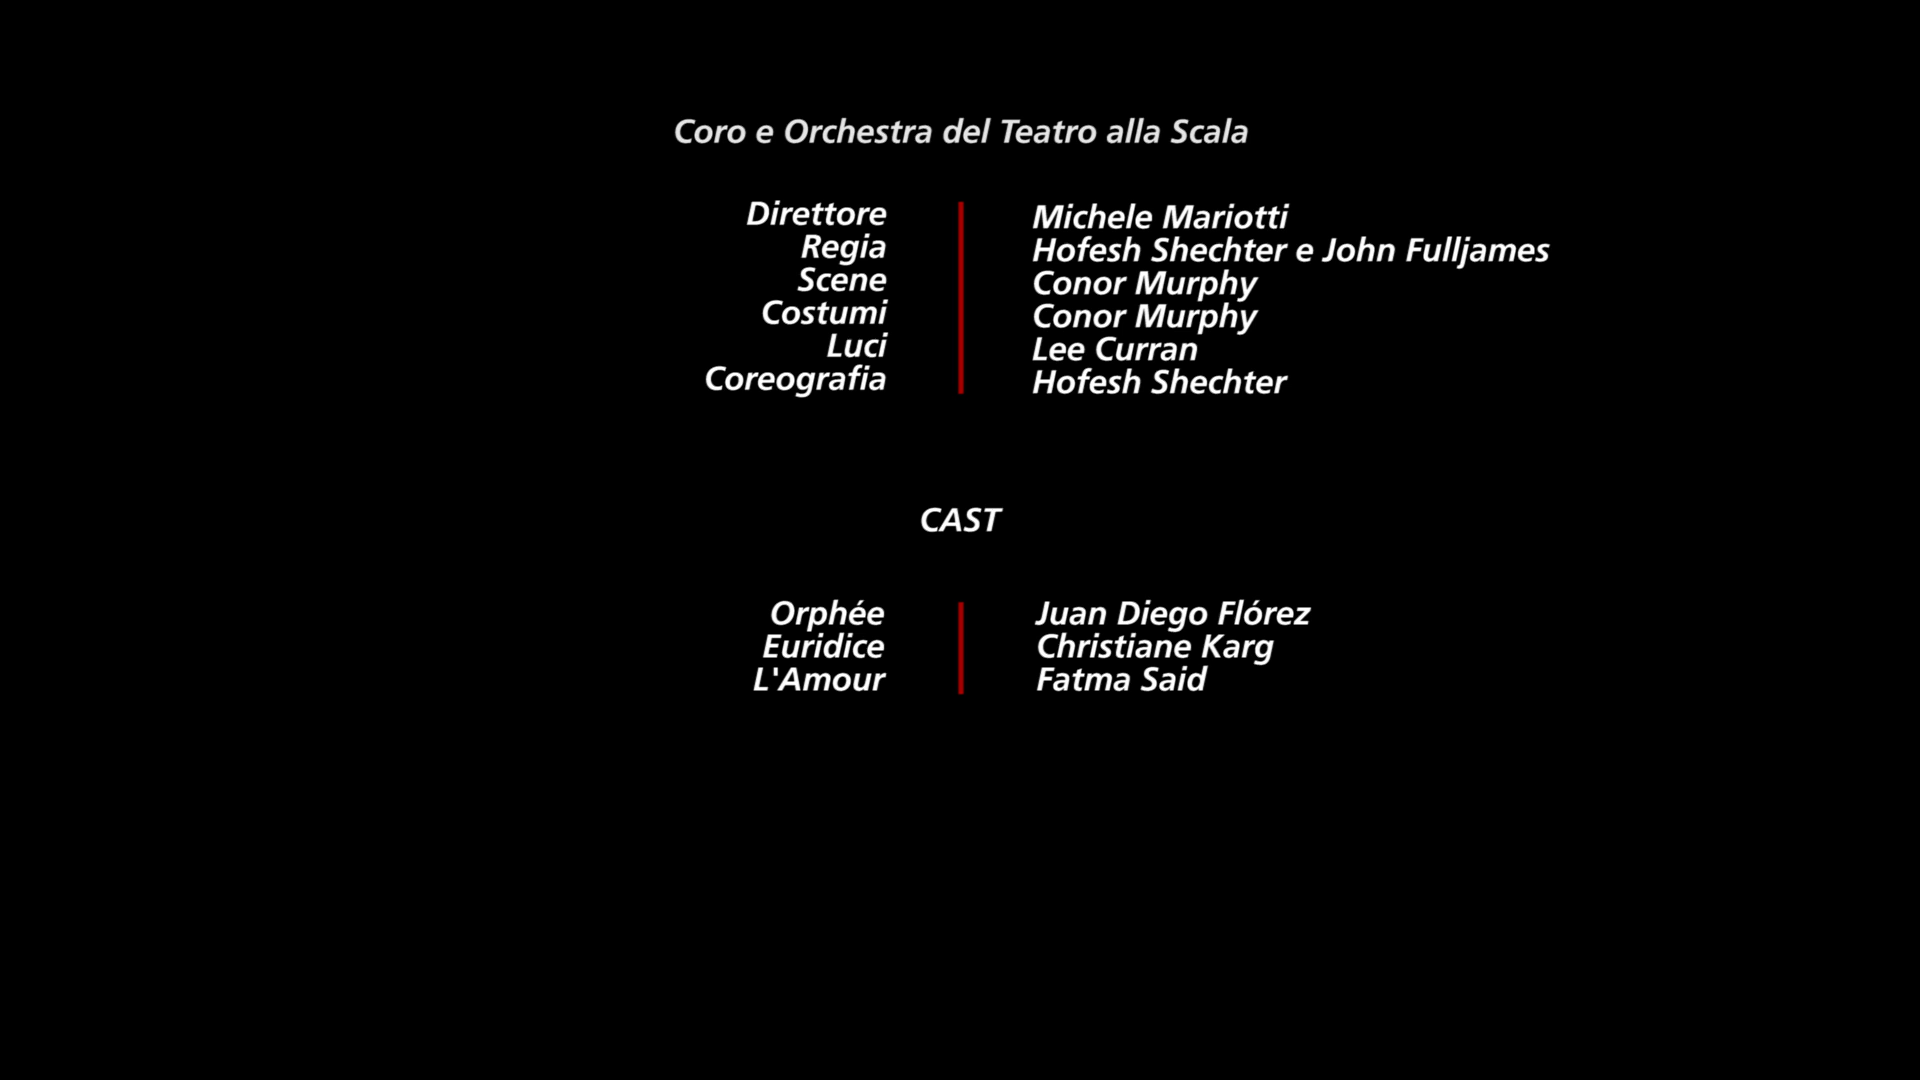 Coro e Orchestra del Teatro alla Scala
Direttore Michele Mariotti
Regia Hofesh Shechter e John Fulljames
Scene Conor Murphy
Costumi Conor Murphy
Luci Lee Curran
Coreografia Hofesh Shechter
CAST
Orphée Juan Diego Flórez
Euridice Christiane Karg
L'Amour Fatma Said